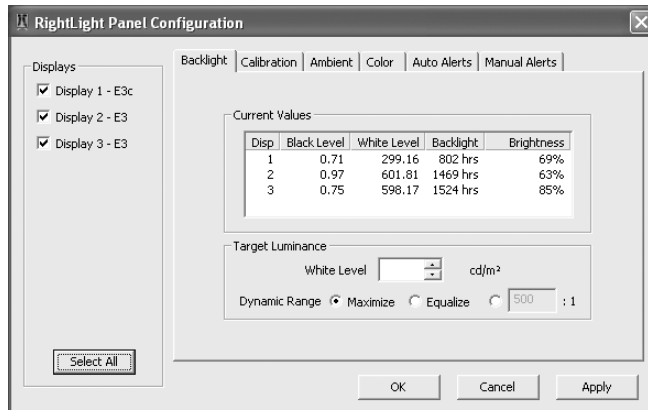 RightLight Panel Configuration
Displays
Display 1 - E3c
Display 2 - E3
Display 3 - E3
Select All
Backlight Calibration Ambient Color Auto Alerts Manual Alerts
Current Values
Disp Black Level White Level Backlight Brightness
1 0.71 299.16 802 hrs 69%
2 0.97 601.81 1469 hrs 63%
3 0.75 598.17 1524 hrs 85%
Target Luminance
White Level cd/m²
Dynamic Range Maximize Equalize 500 : 1
OK Cancel Apply